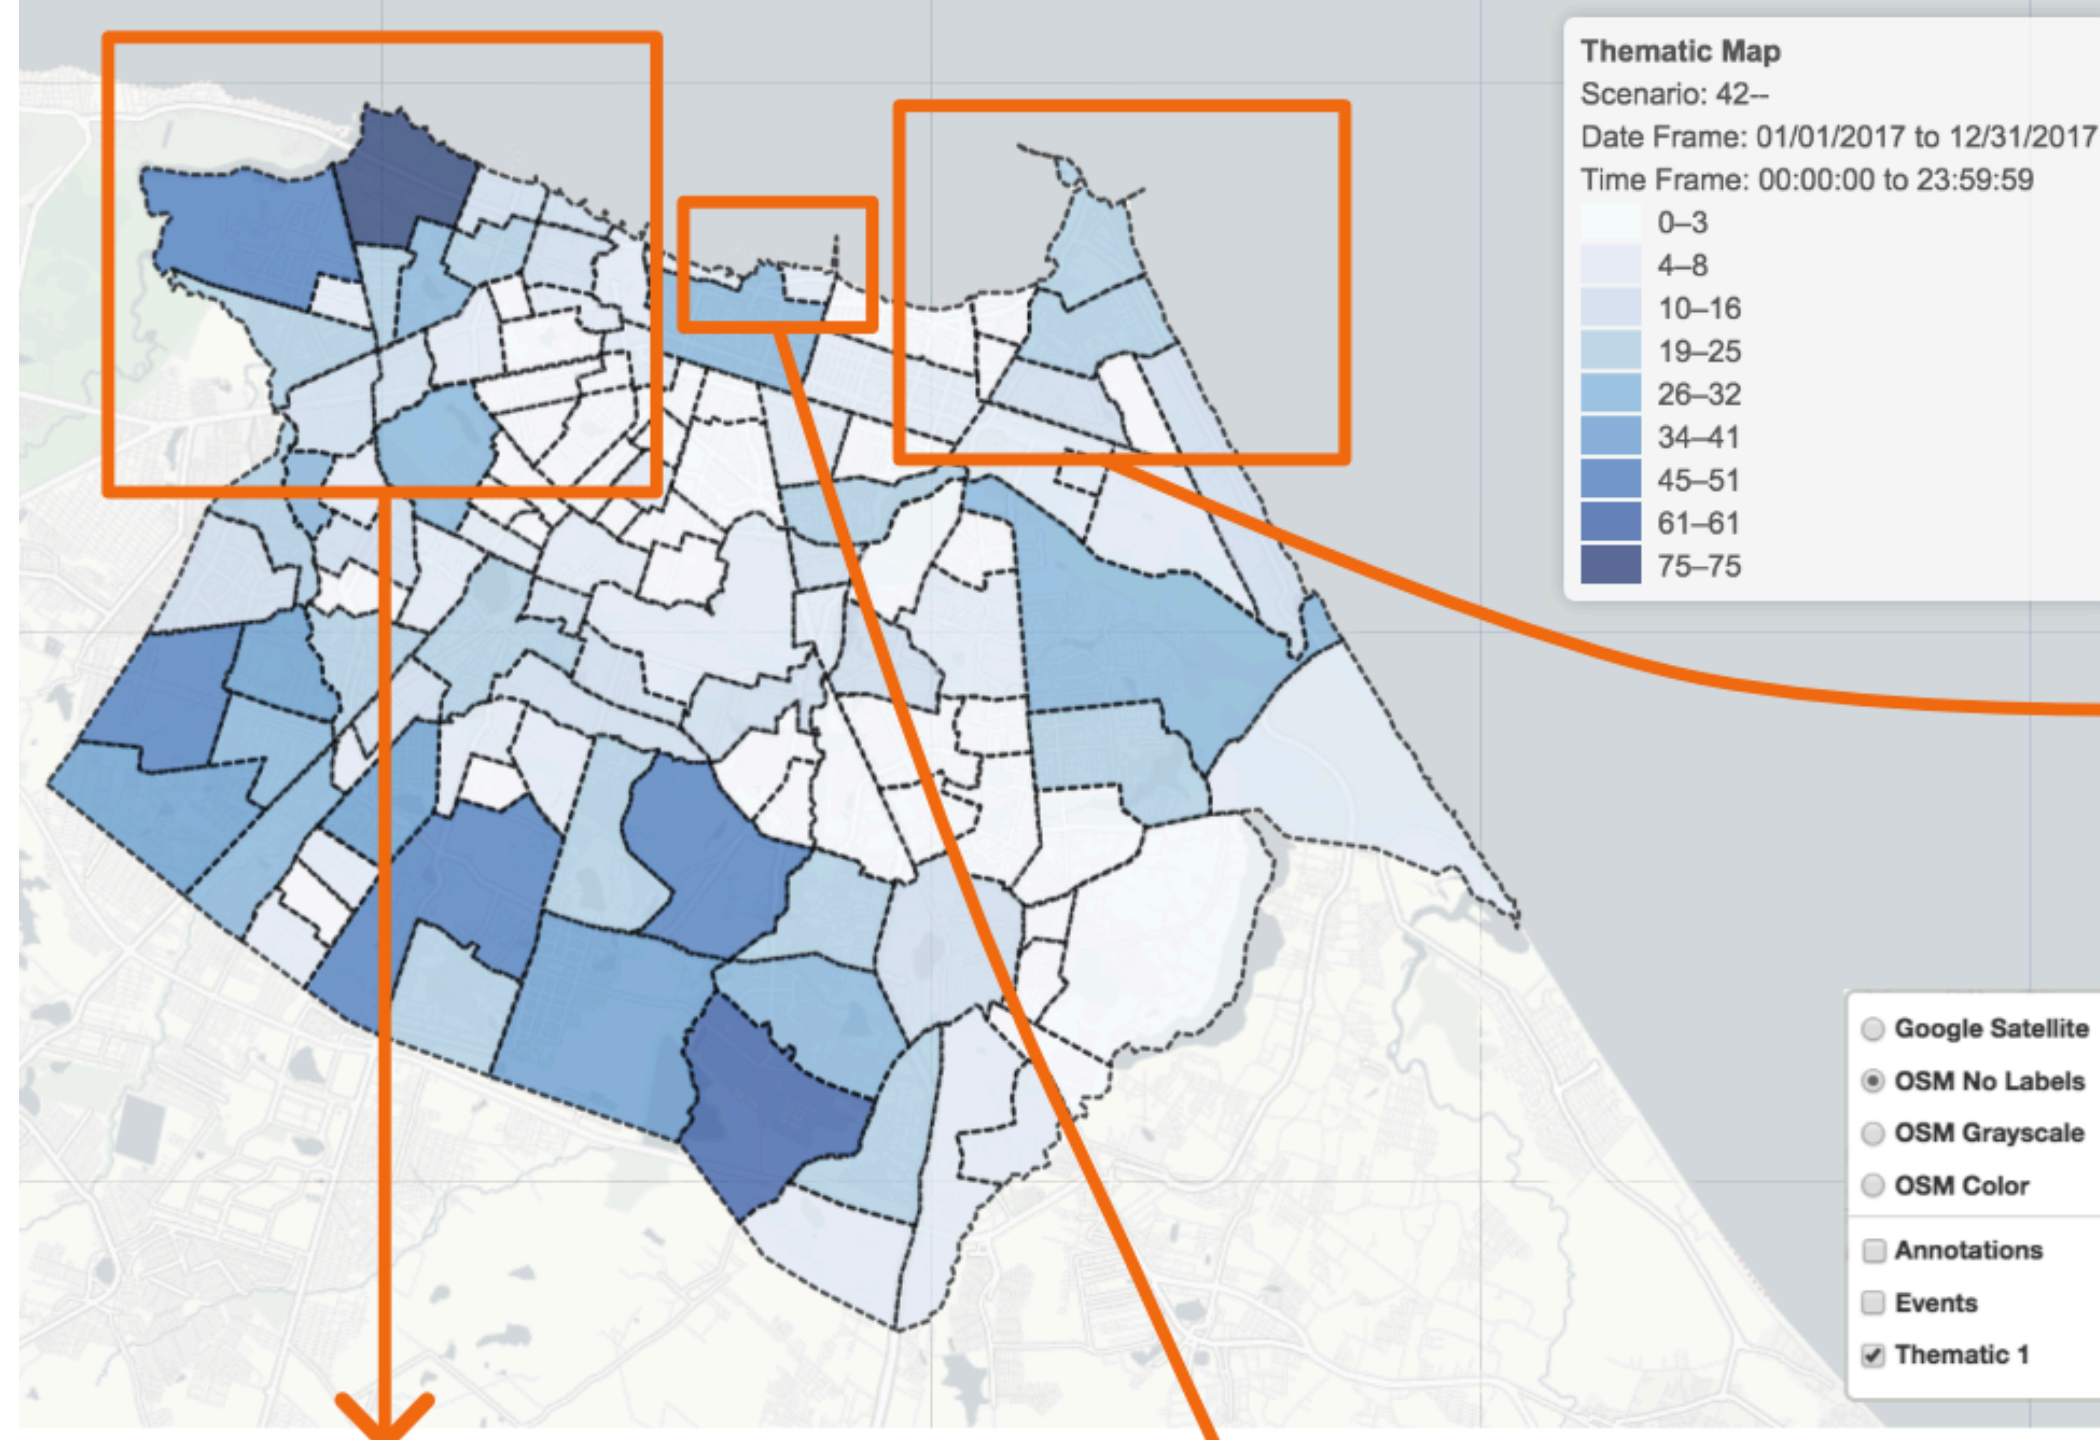 Thematic Map
Scenario: 42--
Date Frame: 01/01/2017 to 12/31/2017
Time Frame: 00:00:00 to 23:59:59
0–3
4–8
10–16
19–25
26–32
34–41
45–51
61–61
75–75
Google Satellite
OSM No Labels
OSM Grayscale
OSM Color
Annotations
Events
Thematic 1